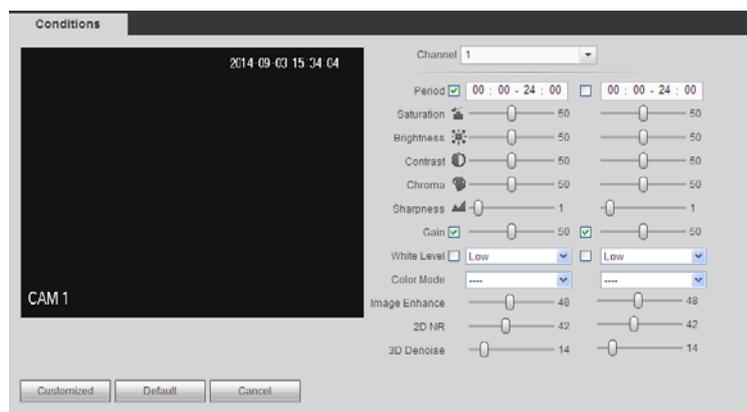 Conditions
2014-09-03 15:34:04
CAM 1
Channel 1
Period 00 : 00 - 24 : 00 00 : 00 - 24 : 00
Saturation 50 50
Brightness 50 50
Contrast 50 50
Chroma 50 50
Sharpness 1 1
Gain 50 50
White Level Low Low
Color Mode ---- ----
Image Enhance 48 48
2D NR 42 42
3D Denoise 14 14
Customized Default Cancel